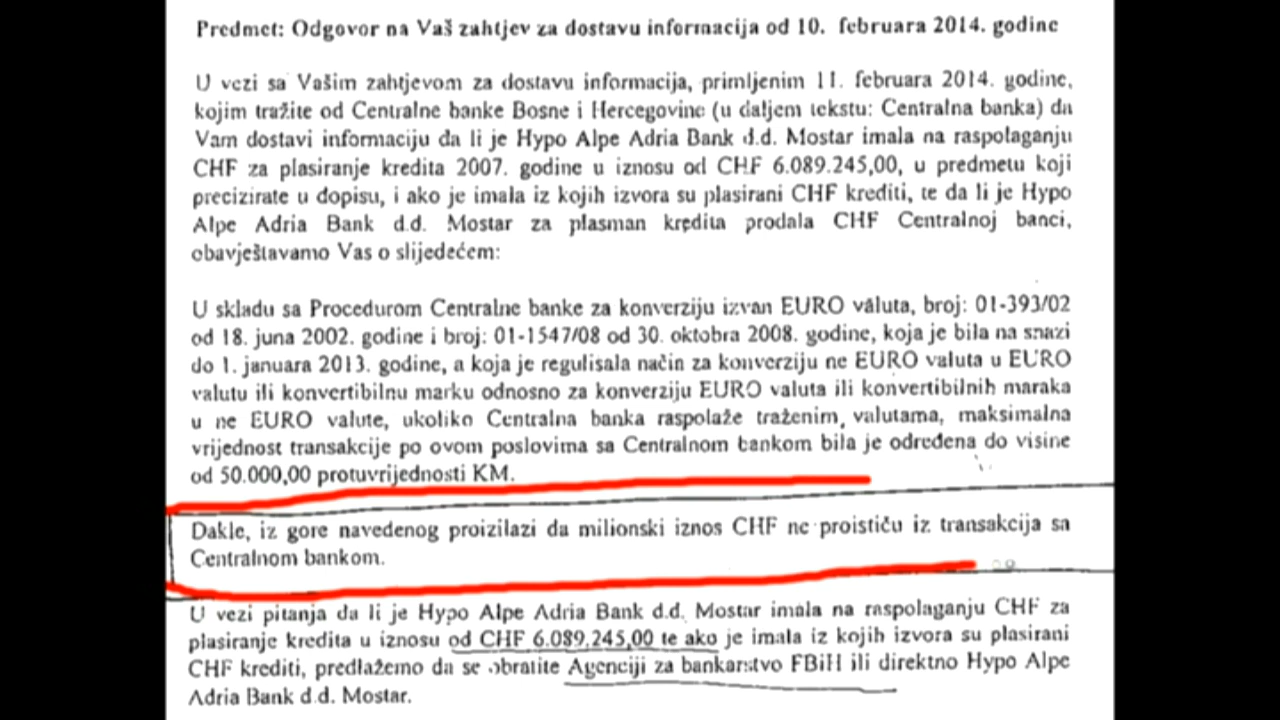 Predmet: Odgovor na Vaš zahtjev za dostavu informacija od 10. februara 2014. godine
U vezi sa Vašim zahtjevom za dostavu informacija, primljenim 11. februara 2014. godine,
kojim tražite od Centralne banke Bosne i Hercegovine (u daljem tekstu: Centralna banka) da
Vam dostavi informaciju da li je Hypo Alpe Adria Bank d.d. Mostar imala na raspolaganju
CHF za plasiranje kredita 2007. godine u iznosu od CHF 6.089.245,00, u predmetu koji
precizirate u dopisu, i ako je imala iz kojih izvora su plasirani CHF krediti, te da li je Hypo
Alpe Adria Bank d.d. Mostar za plasman kredita prodala CHF Centralnoj banci,
obavještavamo Vas o slijedećem:
U skladu sa Procedurom Centralne banke za konverziju izvan EURO valuta, broj: 01-393/02
od 18. juna 2002. godine i broj: 01-1547/08 od 30. oktobra 2008. godine, koja je bila na snazi
do 1. januara 2013. godine, a koja je regulisala način za konverziju ne EURO valuta u EURO
valutu ili konvertibilnu marku odnosno za konverziju EURO valuta ili konvertibilnih maraka
u ne EURO valute, ukoliko Centralna banka raspolaže traženim valutama, maksimalna
vrijednost transakcije po ovom poslovima sa Centralnom bankom bila je određena do visine
od 50.000,00 protuvrijednosti KM.
Dakle, iz gore navedenog proizilazi da milionski iznos CHF ne proističu iz transakcija sa
Centralnom bankom.
U vezi pitanja da li je Hypo Alpe Adria Bank d.d. Mostar imala na raspolaganju CHF za
plasiranje kredita u iznosu od CHF 6.089.245,00 te ako je imala iz kojih izvora su plasirani
CHF krediti, predlažemo da se obratite Agenciji za bankarstvo FBiH ili direktno Hypo Alpe
Adria Bank d.d. Mostar.